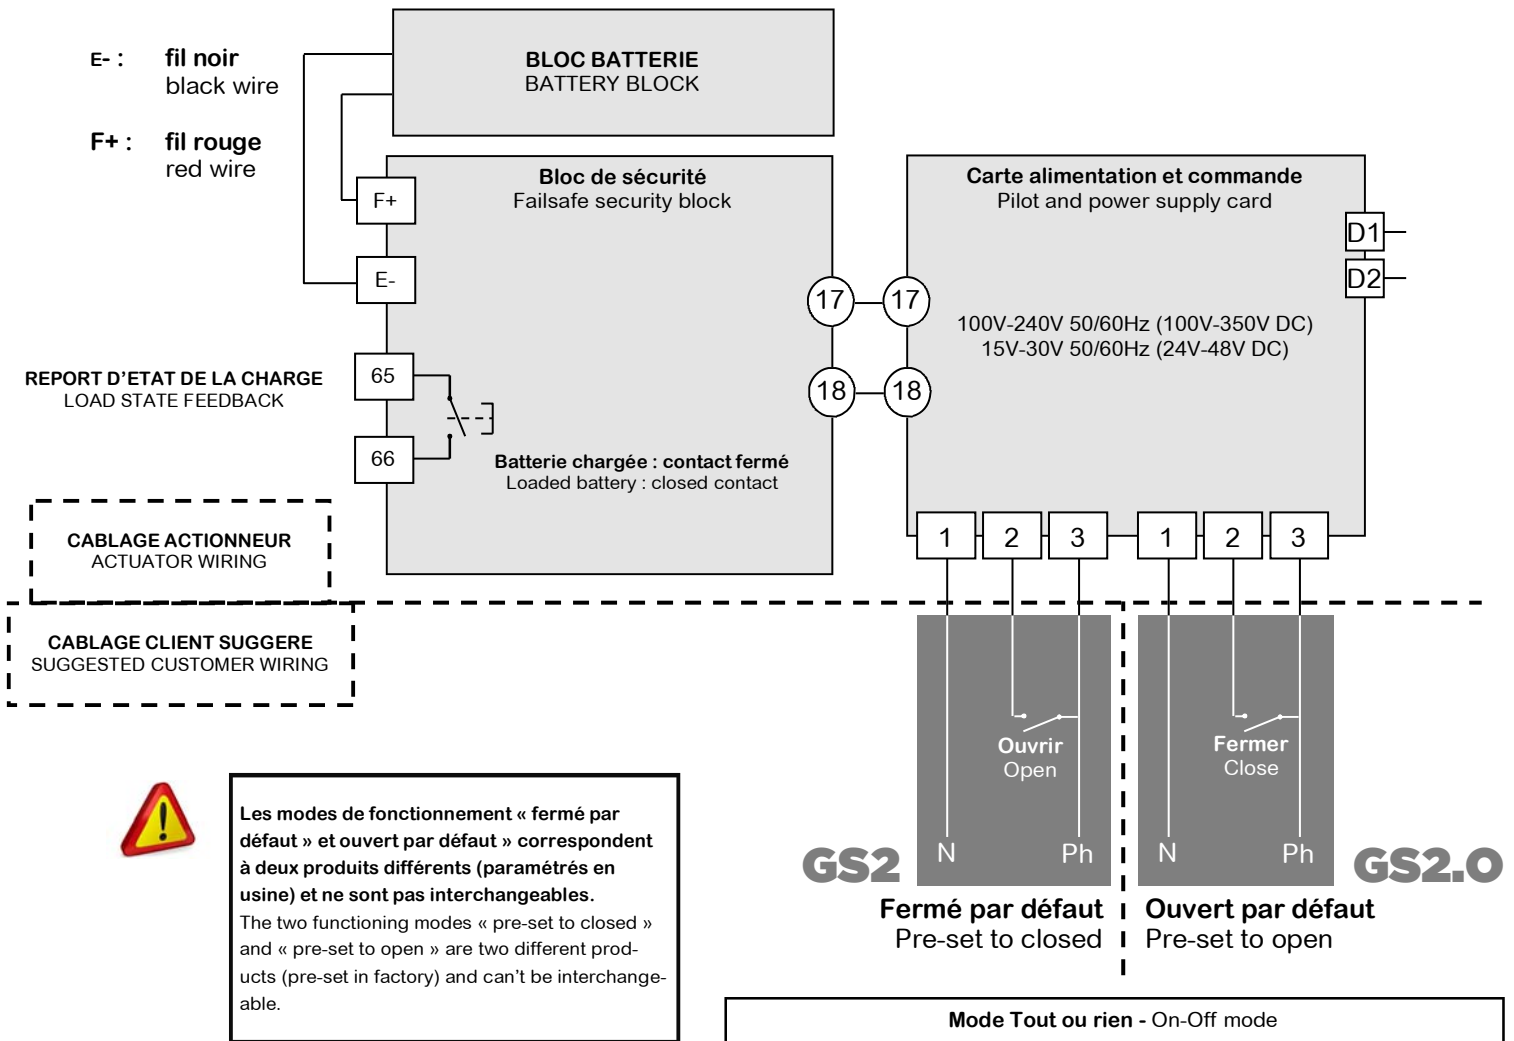 E- : fil noir
black wire
F+ : fil rouge
red wire
BLOC BATTERIE
BATTERY BLOCK
Bloc de sécurité
Failsafe security block
F+
E-
65
66
17
18
REPORT D'ETAT DE LA CHARGE
LOAD STATE FEEDBACK
Batterie chargée : contact fermé
Loaded battery : closed contact
Carte alimentation et commande
Pilot and power supply card
D1
D2
17
18
100V-240V 50/60Hz (100V-350V DC)
15V-30V 50/60Hz (24V-48V DC)
1 2 3 1 2 3
CABLAGE ACTIONNEUR
ACTUATOR WIRING
CABLAGE CLIENT SUGGERE
SUGGESTED CUSTOMER WIRING
Ouvrir
Open
N Ph
Fermer
Close
N Ph
GS2
GS2.O
Fermé par défaut
Pre-set to closed
Ouvert par défaut
Pre-set to open
Les modes de fonctionnement « fermé par
défaut » et ouvert par défaut » correspondent
à deux produits différents (paramétrés en
usine) et ne sont pas interchangeables.
The two functioning modes « pre-set to closed »
and « pre-set to open » are two different prod-
ucts (pre-set in factory) and can't be interchange-
able.
Mode Tout ou rien - On-Off mode